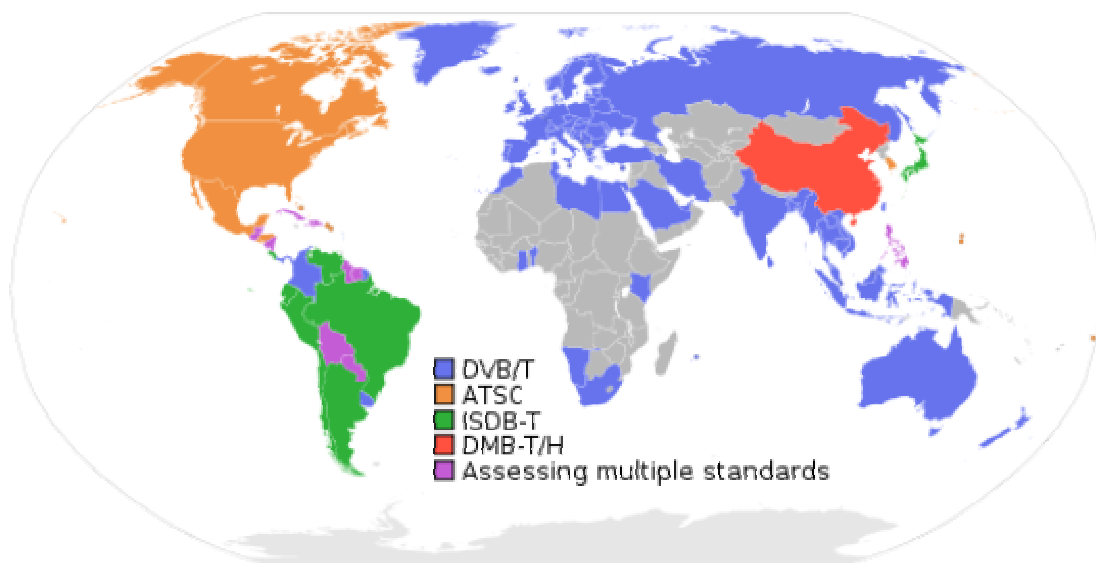 DVB/T
ATSC
ISDB-T
DMB-T/H
Assessing multiple standards